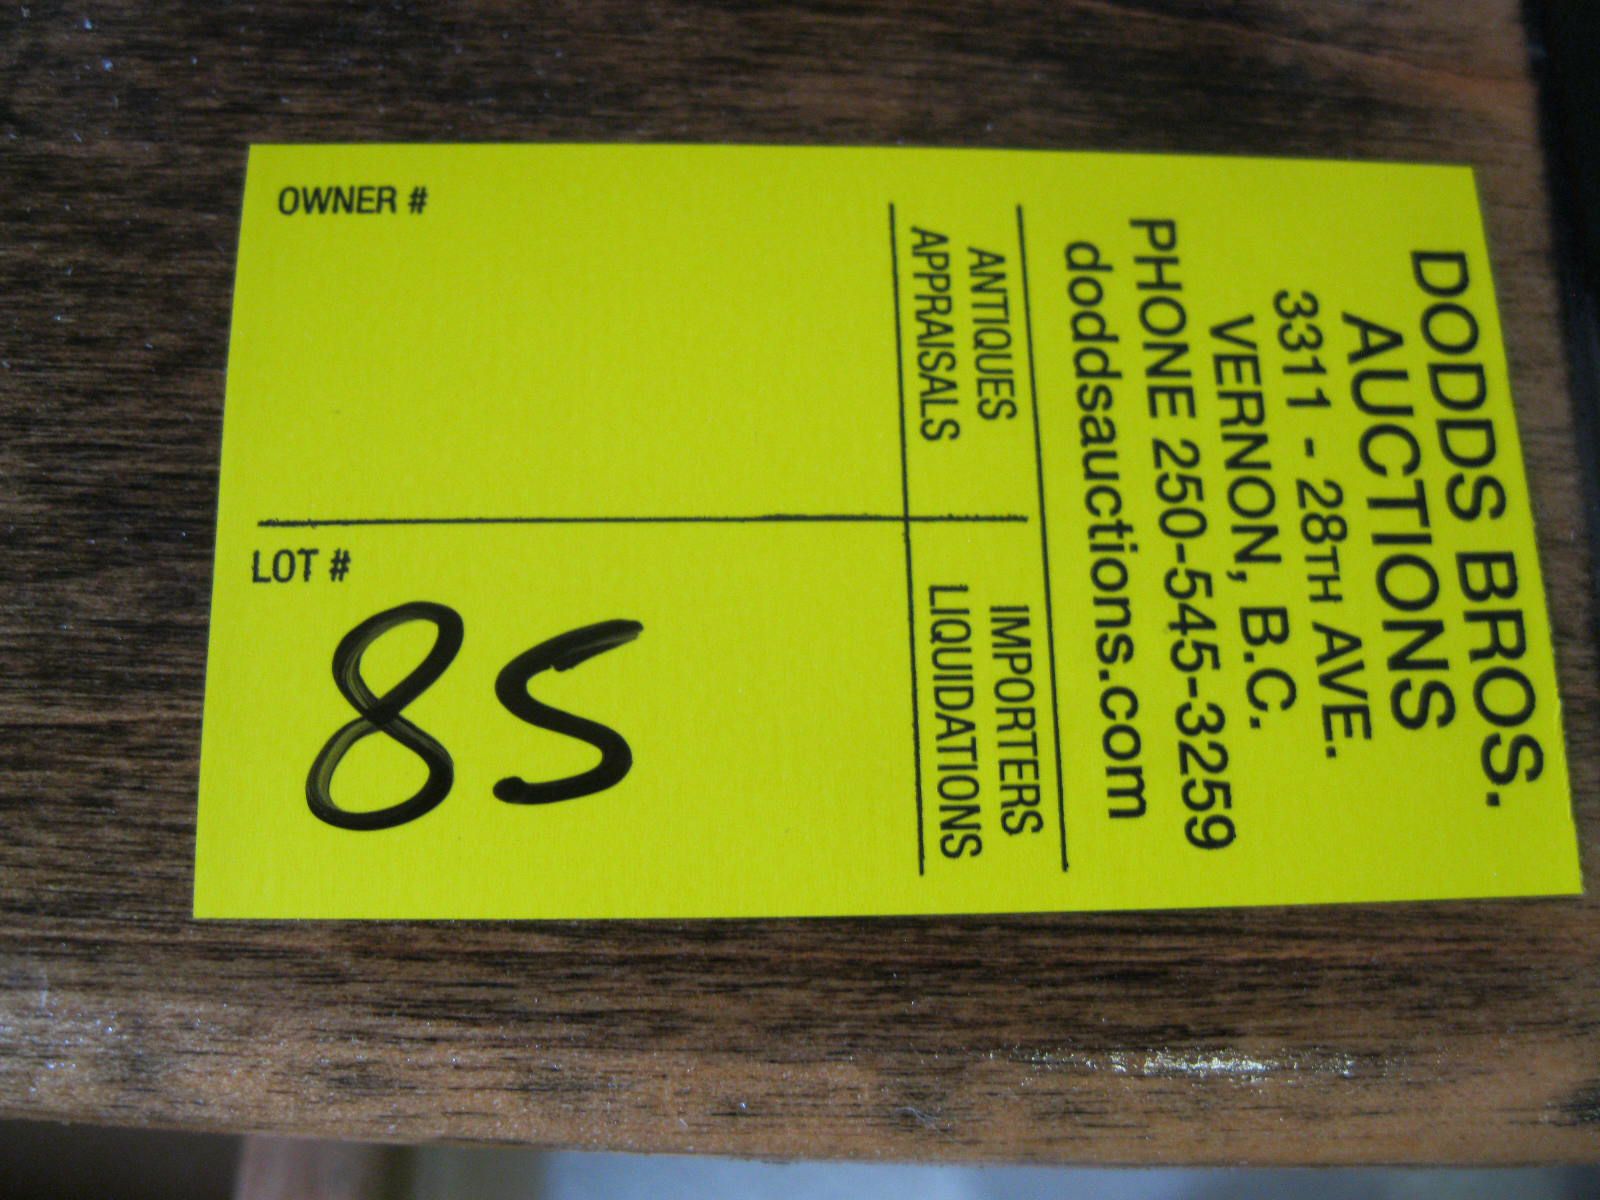 DODDS BROS.
AUCTIONS
3311 - 28TH AVE.
VERNON, B.C.
PHONE 250-545-3259
doddsauctions.com
ANTIQUES
APPRAISALS
IMPORTERS
LIQUIDATIONS
OWNER #
LOT #
85